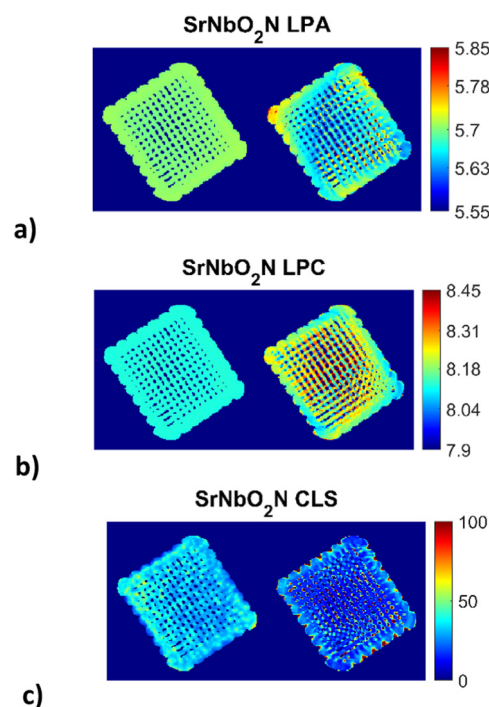 SrNbO₂N LPA
5.85
5.78
5.7
5.63
5.55
a)
SrNbO₂N LPC
8.45
8.31
8.18
8.04
7.9
b)
SrNbO₂N CLS
100
50
0
c)